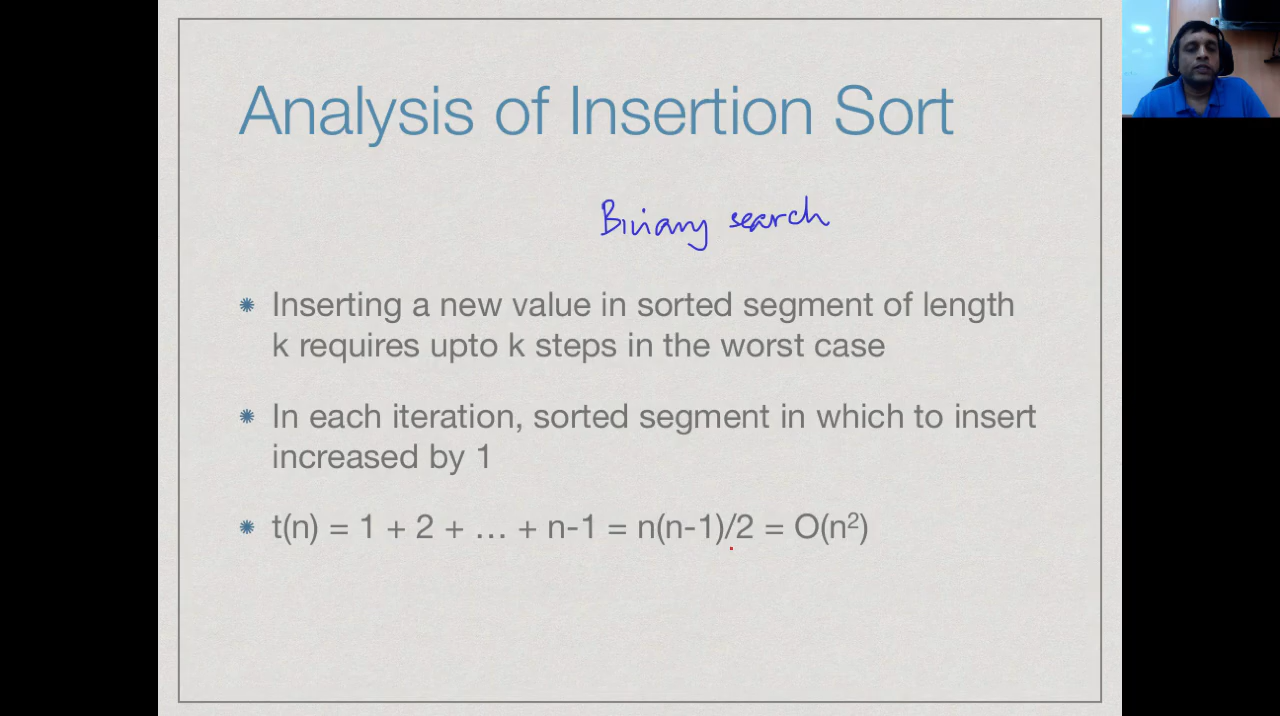 Analysis of Insertion Sort
Binary search
Inserting a new value in sorted segment of length
k requires upto k steps in the worst case
In each iteration, sorted segment in which to insert
increased by 1
t(n) = 1 + 2 + … + n-1 = n(n-1)/2 = O(n²)